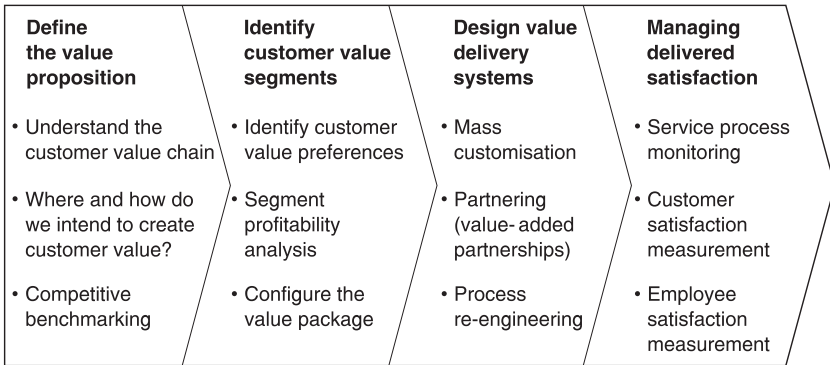 Define
the value
proposition
• Understand the
customer value chain
• Where and how do
we intend to create
customer value?
• Competitive
benchmarking
Identify
customer value
segments
• Identify customer
value preferences
• Segment
profitability
analysis
• Configure the
value package
Design value
delivery
systems
• Mass
customisation
• Partnering
(value-added
partnerships)
• Process
re-engineering
Managing
delivered
satisfaction
• Service process
monitoring
• Customer
satisfaction
measurement
• Employee
satisfaction
measurement